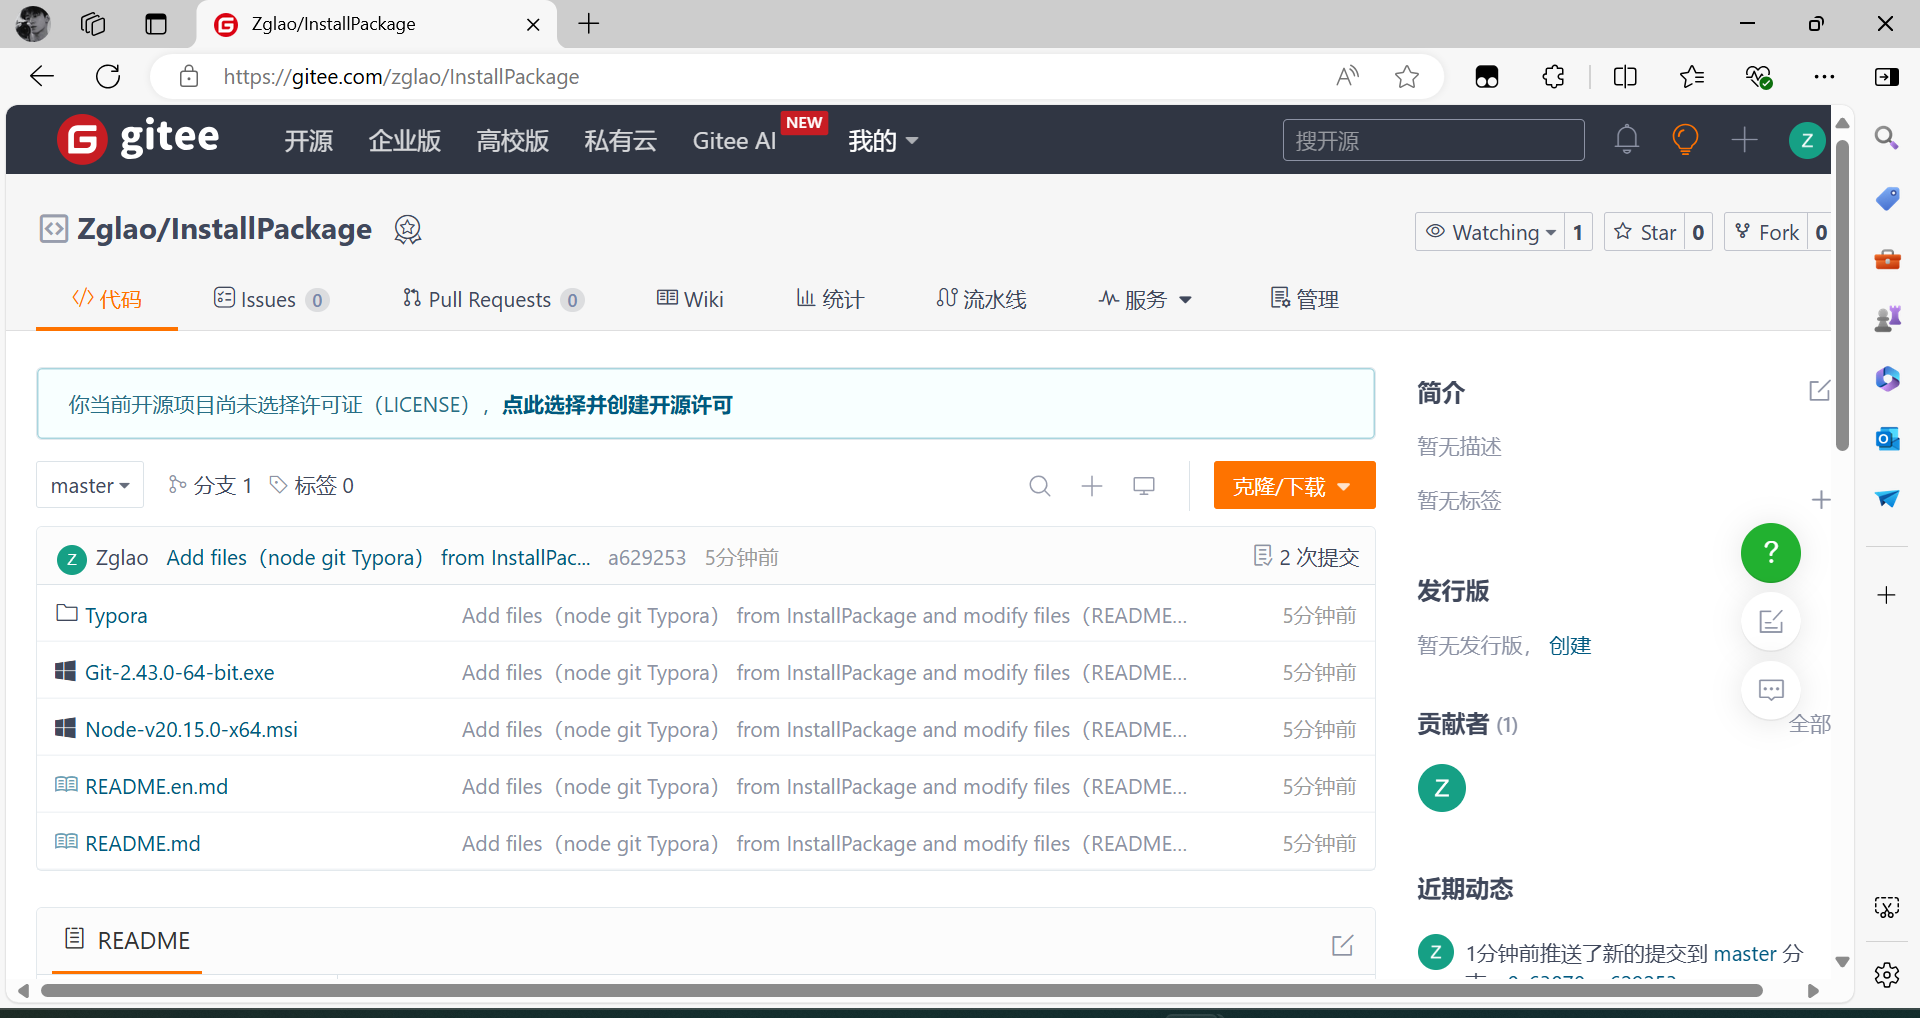 Zglao/InstallPackage
https://gitee.com/zglao/InstallPackage
gitee 开源 企业版 高校版 私有云 Gitee AI NEW 我的 搜开源 Z
Zglao/InstallPackage
Watching 1 Star 0 Fork 0
代码 Issues 0 Pull Requests 0 Wiki 统计 流水线 服务 管理
你当前开源项目尚未选择许可证（LICENSE），点此选择并创建开源许可
master 分支 1 标签 0 克隆/下载
Z Zglao Add files（node git Typora） from InstallPac... a629253 5分钟前 2 次提交
Typora Add files（node git Typora） from InstallPackage and modify files（README... 5分钟前
Git-2.43.0-64-bit.exe Add files（node git Typora） from InstallPackage and modify files（README... 5分钟前
Node-v20.15.0-x64.msi Add files（node git Typora） from InstallPackage and modify files（README... 5分钟前
README.en.md Add files（node git Typora） from InstallPackage and modify files（README... 5分钟前
README.md Add files（node git Typora） from InstallPackage and modify files（README... 5分钟前
README
简介
暂无描述
暂无标签
发行版
暂无发行版， 创建
贡献者 (1)
全部
Z
近期动态
Z 1分钟前推送了新的提交到 master 分